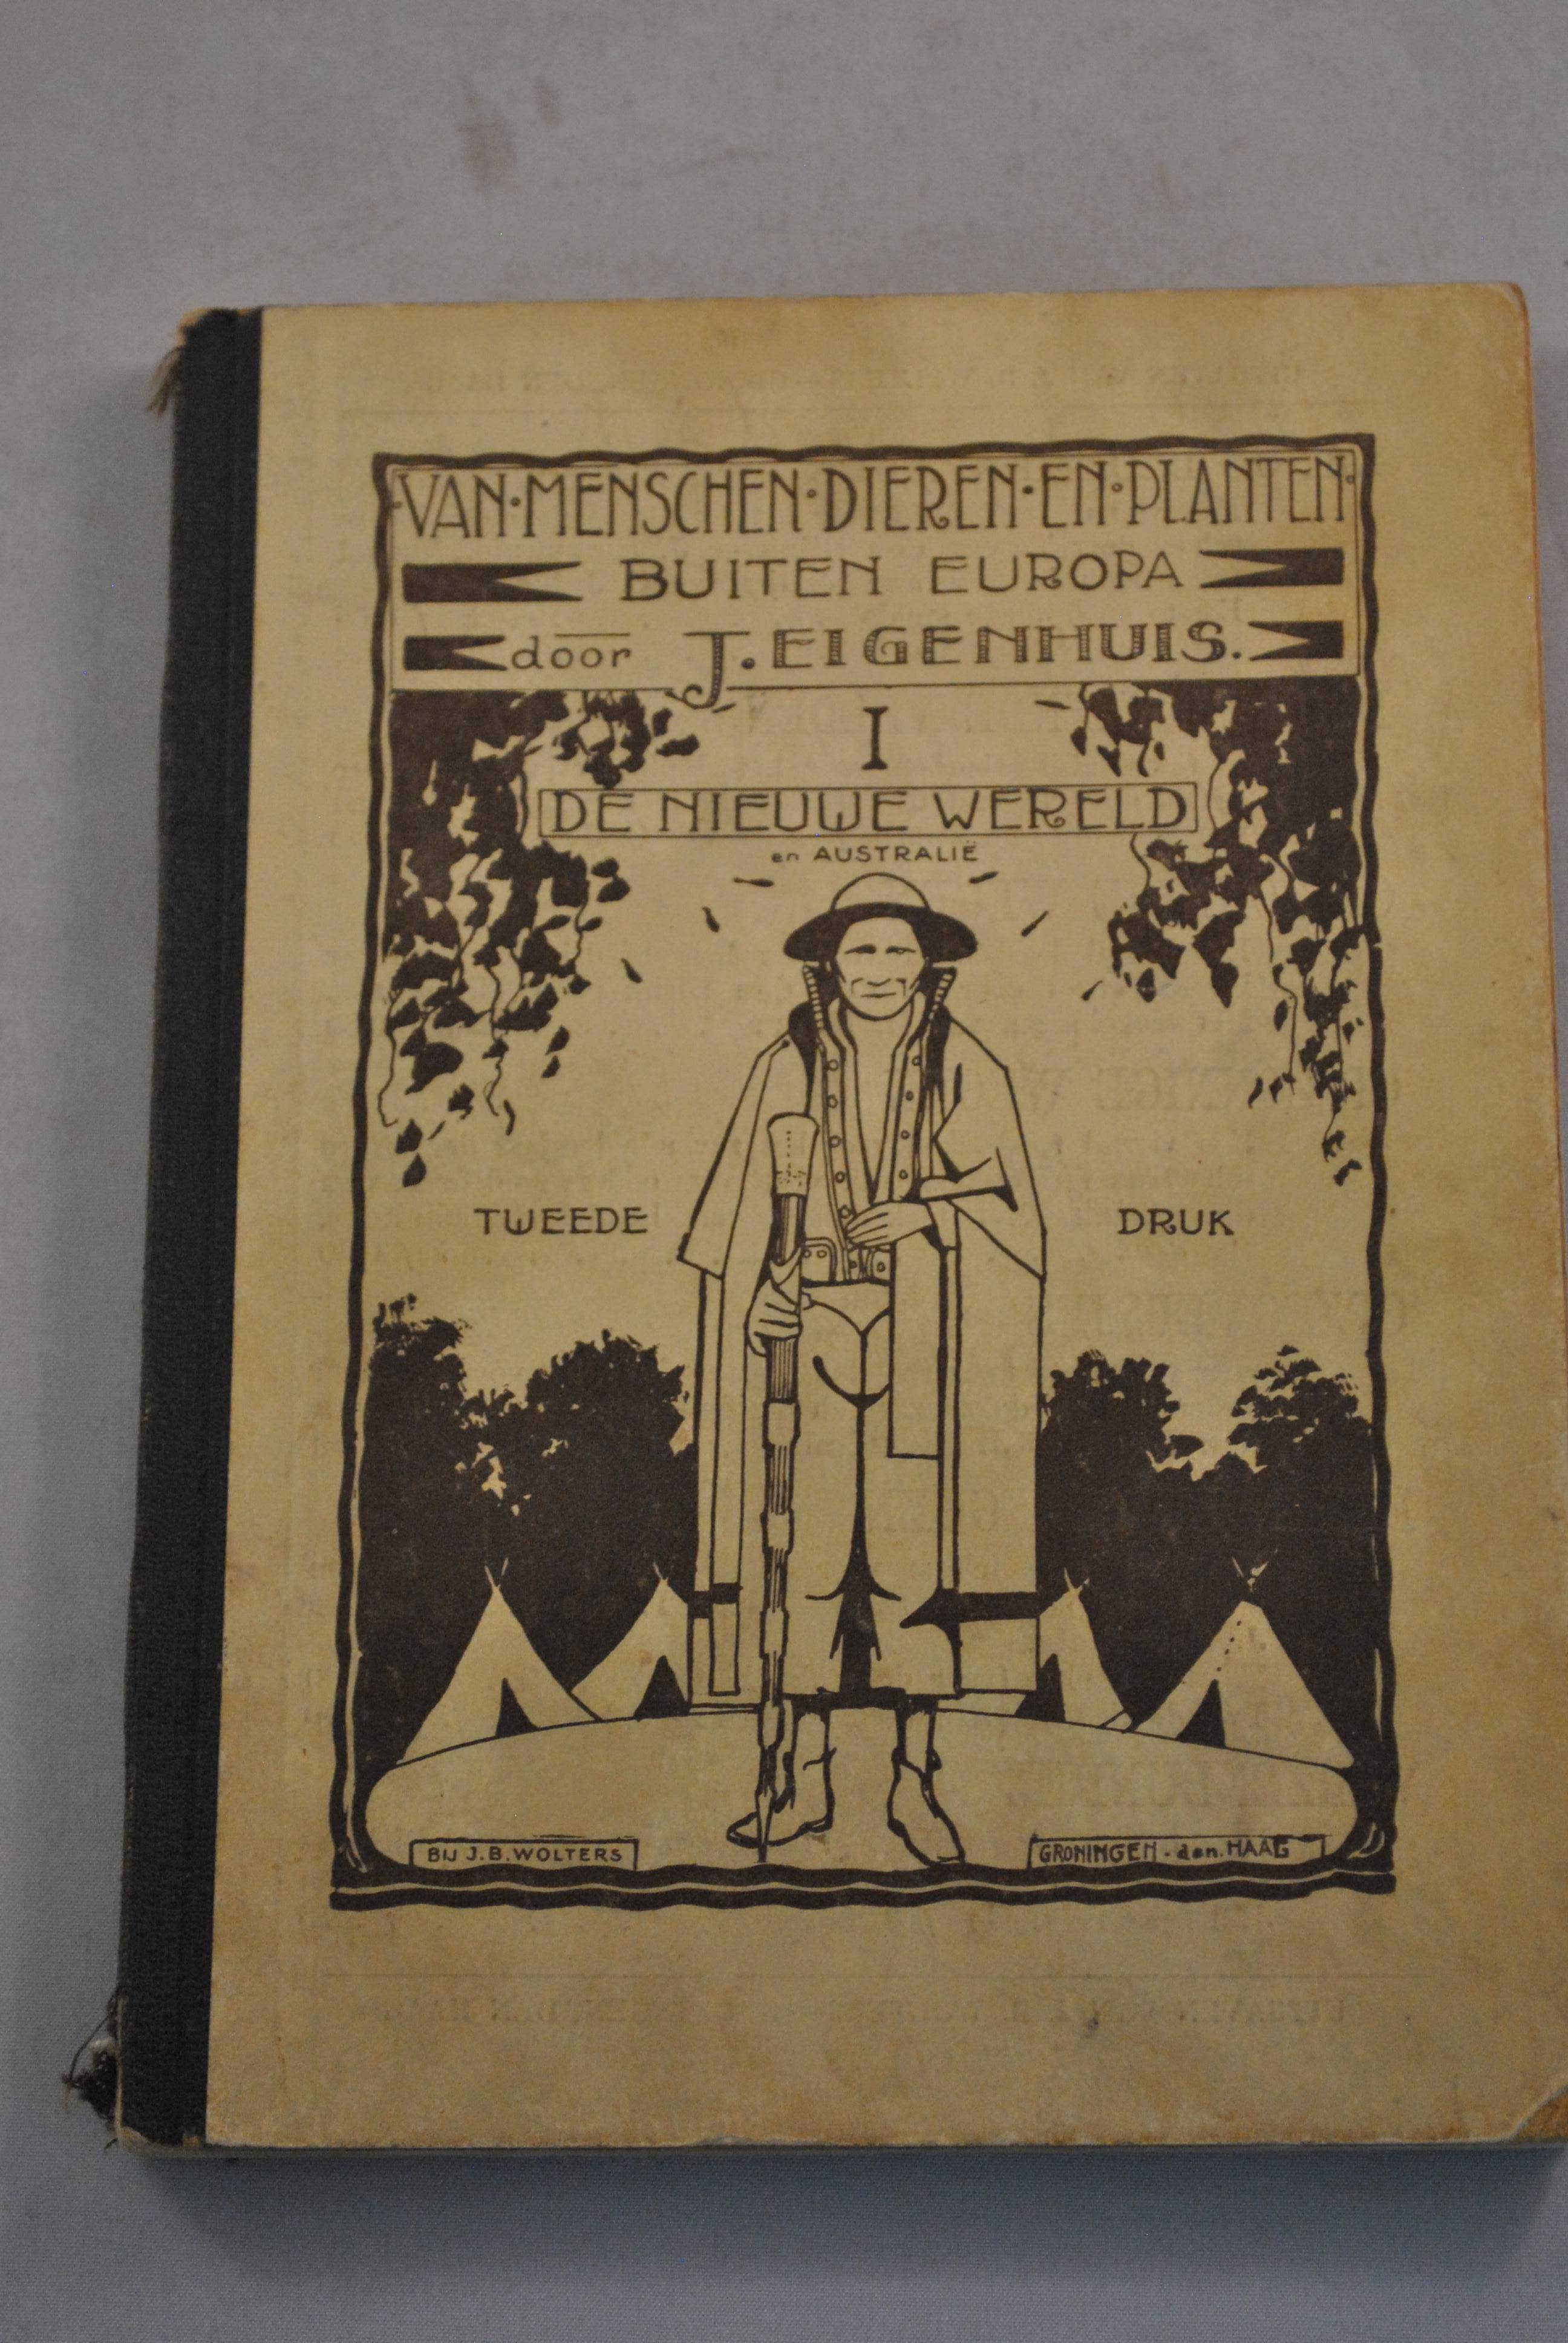 ·VAN·MENSCHEN·DIEREN·EN·PLANTEN·
BUITEN EUROPA
door J. EIGENHUIS.
I
DE NIEUWE WERELD
en AUSTRALIË
TWEEDE DRUK
BIJ J.B. WOLTERS GRONINGEN - den HAAG